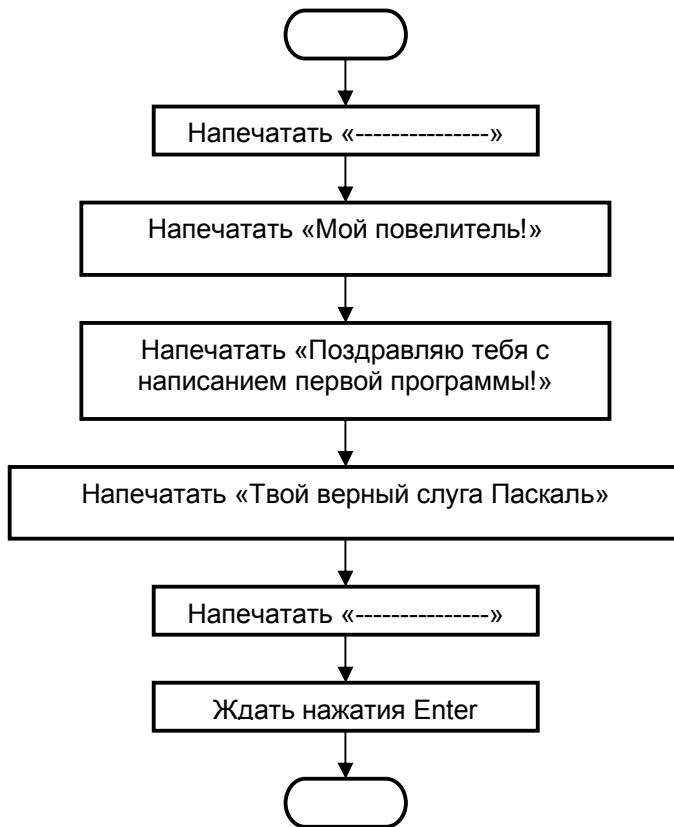 Напечатать «---------------»
Напечатать «Мой повелитель!»
Напечатать «Поздравляю тебя с
написанием первой программы!»
Напечатать «Твой верный слуга Паскаль»
Напечатать «---------------»
Ждать нажатия Enter